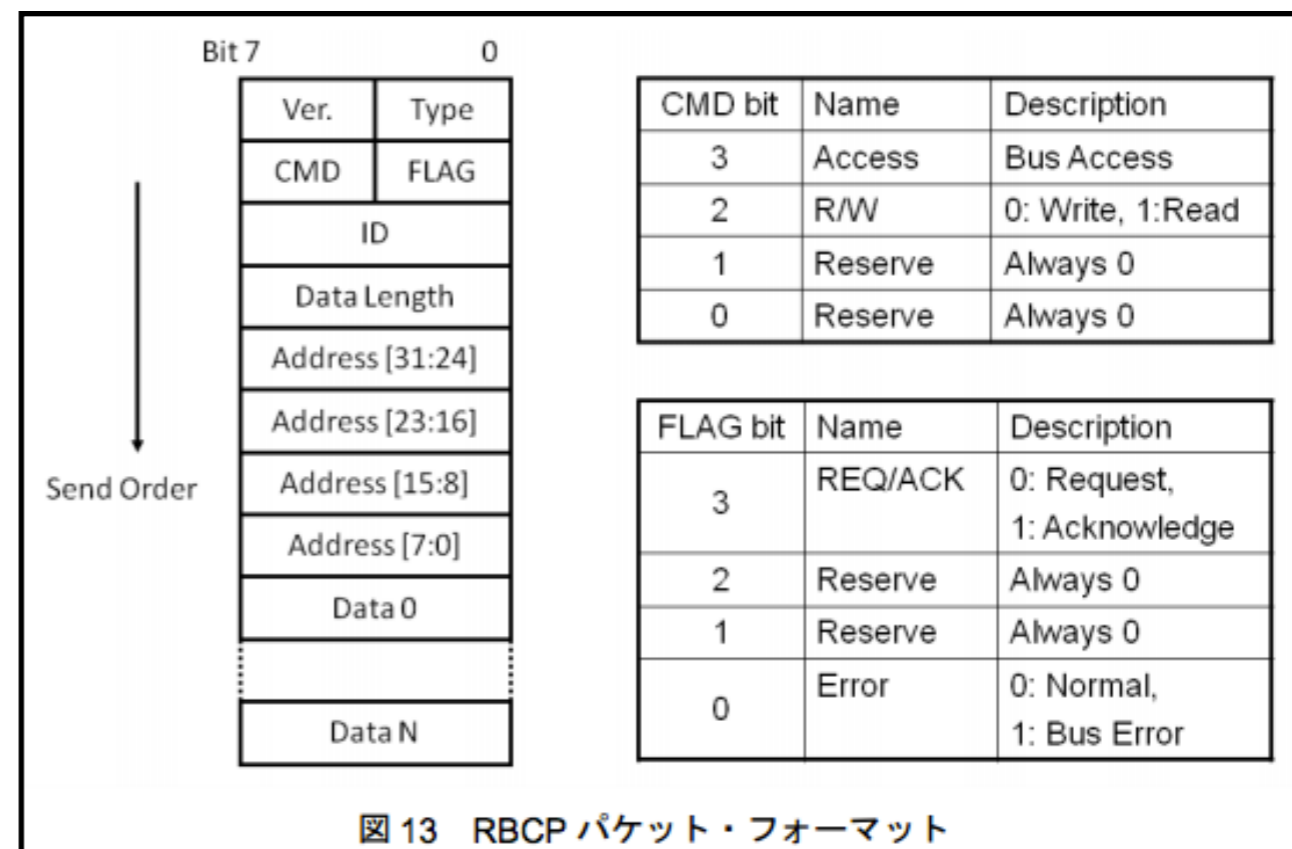 Bit 7 0
Ver. Type
CMD FLAG
ID
Data Length
Address [31:24]
Address [23:16]
Address [15:8]
Address [7:0]
Data 0
Data N
Send Order
CMD bit Name Description
3 Access Bus Access
2 R/W 0: Write, 1:Read
1 Reserve Always 0
0 Reserve Always 0
FLAG bit Name Description
3 REQ/ACK 0: Request,
1: Acknowledge
2 Reserve Always 0
1 Reserve Always 0
0 Error 0: Normal,
1: Bus Error
図 13 RBCP パケット・フォーマット